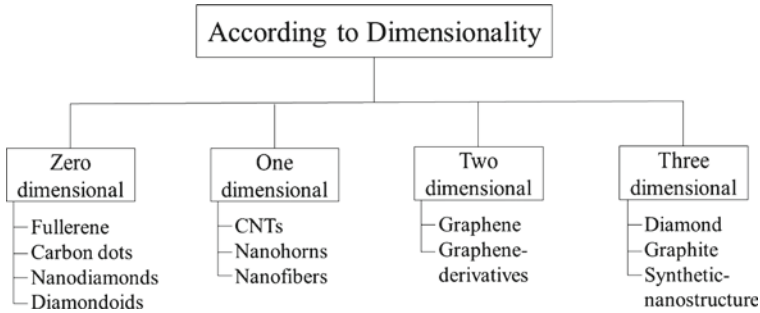 According to Dimensionality
Zero
dimensional
Fullerene
Carbon dots
Nanodiamonds
Diamondoids
One
dimensional
CNTs
Nanohorns
Nanofibers
Two
dimensional
Graphene
Graphene-
derivatives
Three
dimensional
Diamond
Graphite
Synthetic-
nanostructure